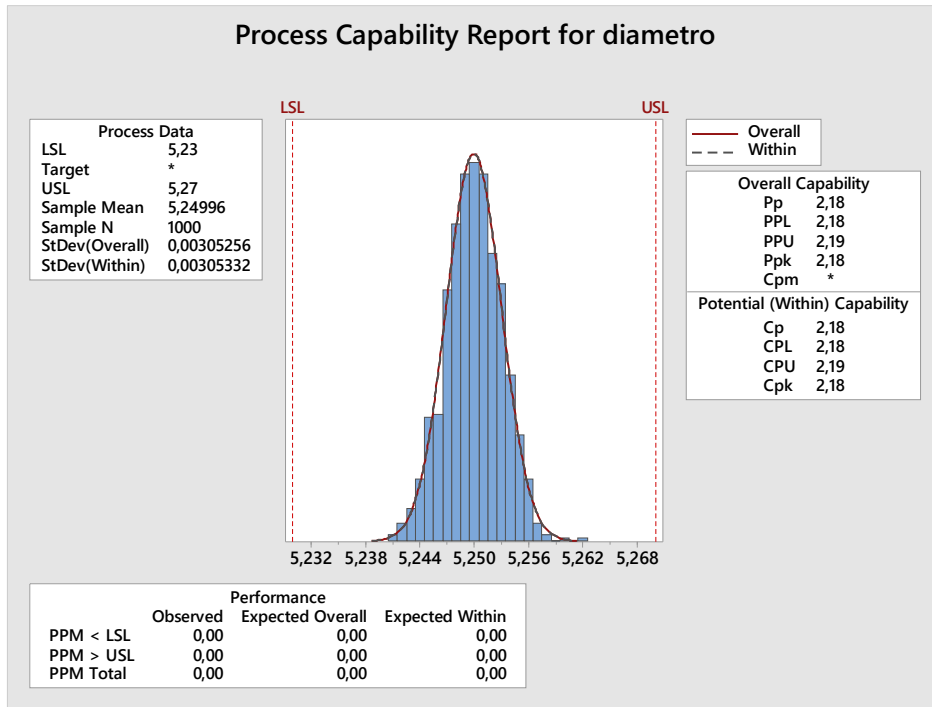 Process Capability Report for diametro
LSL USL
Process Data
LSL 5,23
Target *
USL 5,27
Sample Mean 5,24996
Sample N 1000
StDev(Overall) 0,00305256
StDev(Within) 0,00305332
Overall
Within
Overall Capability
Pp 2,18
PPL 2,18
PPU 2,19
Ppk 2,18
Cpm *
Potential (Within) Capability
Cp 2,18
CPL 2,18
CPU 2,19
Cpk 2,18
5,232 5,238 5,244 5,250 5,256 5,262 5,268
Performance
Observed Expected Overall Expected Within
PPM < LSL 0,00 0,00 0,00
PPM > USL 0,00 0,00 0,00
PPM Total 0,00 0,00 0,00